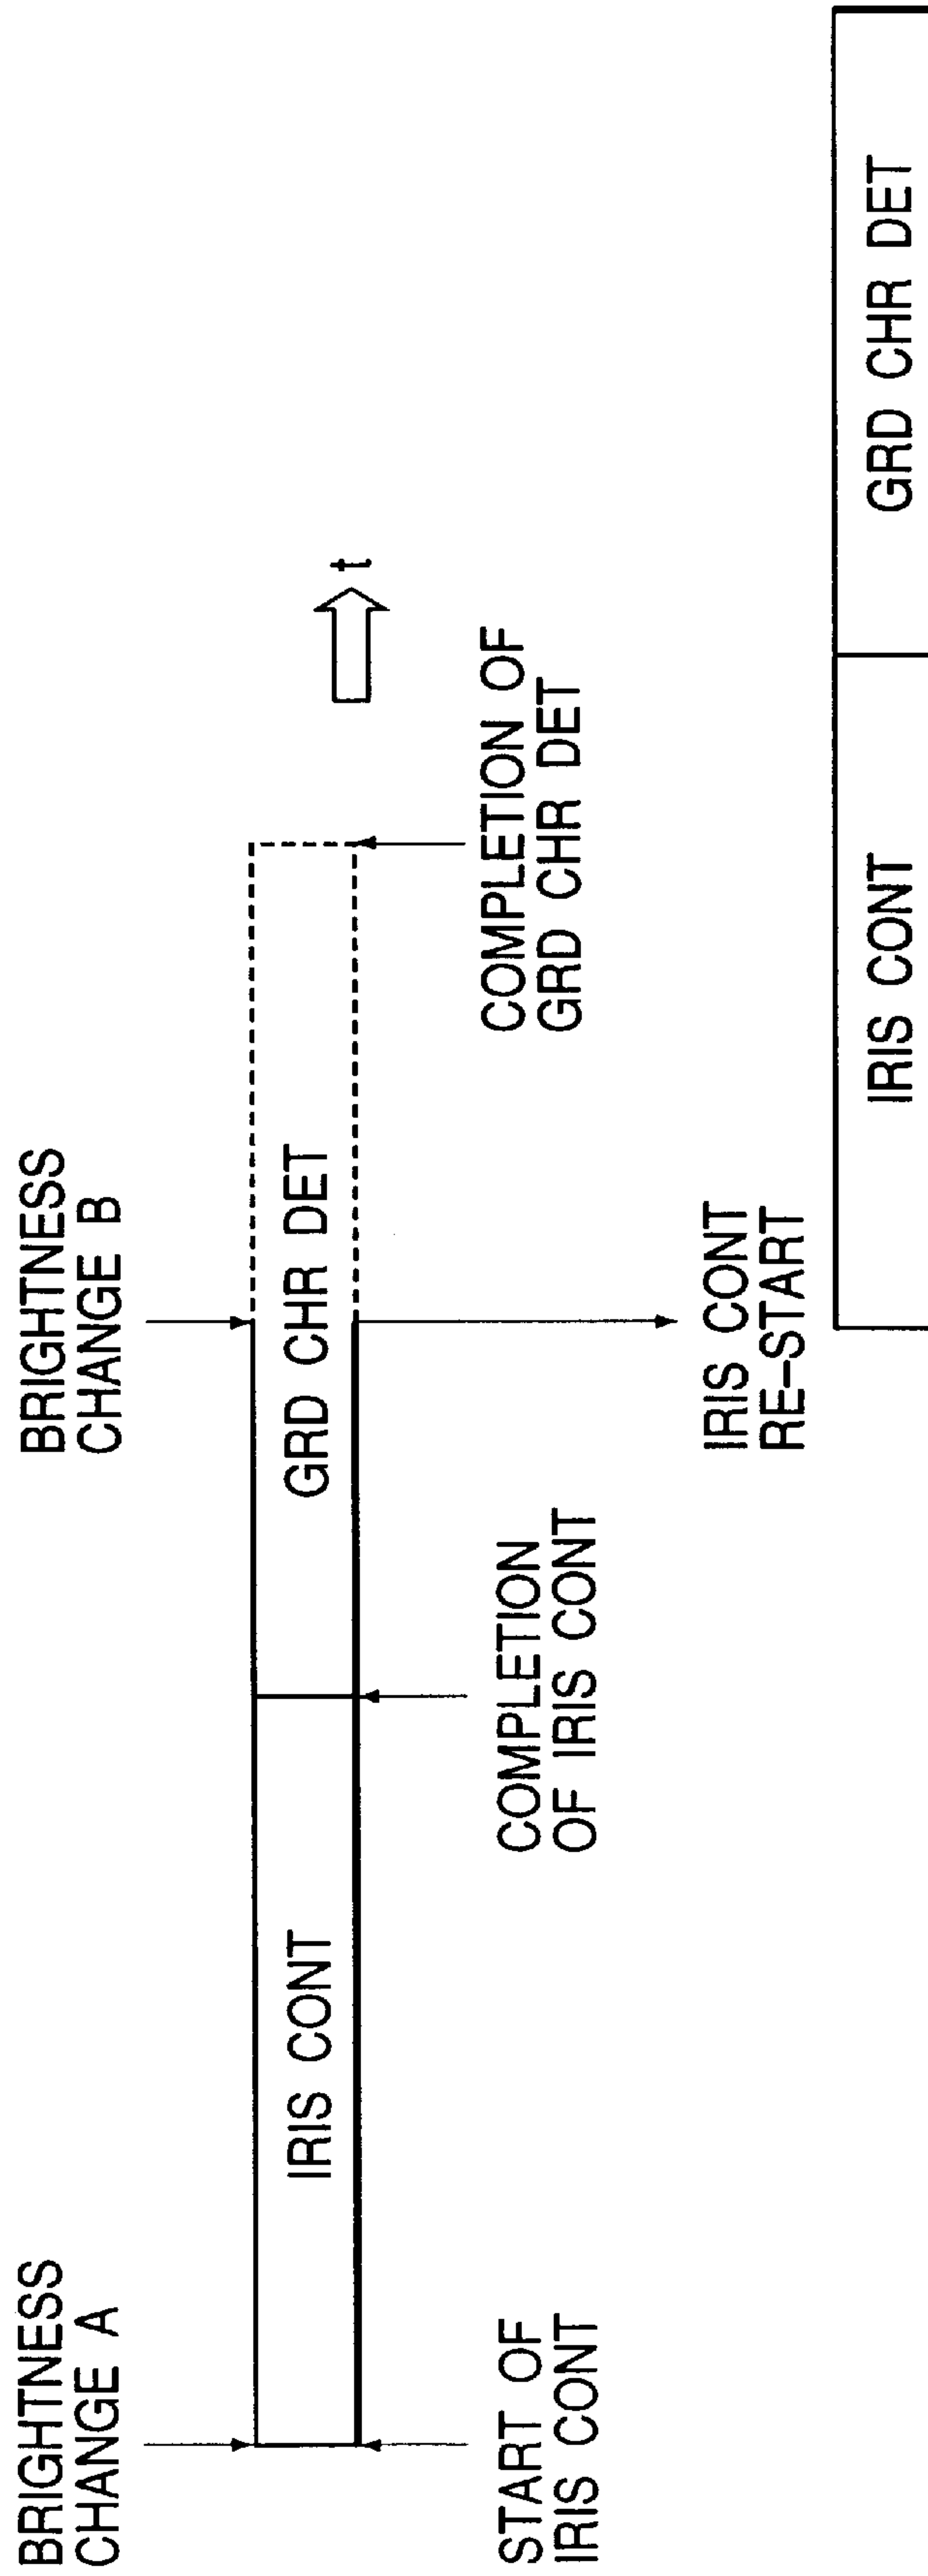 BRIGHTNESS
CHANGE A
BRIGHTNESS
CHANGE B
IRIS CONT
GRD CHR DET
t
START OF
IRIS CONT
COMPLETION
OF IRIS CONT
COMPLETION OF
GRD CHR DET
IRIS CONT
RE-START
IRIS CONT
GRD CHR DET